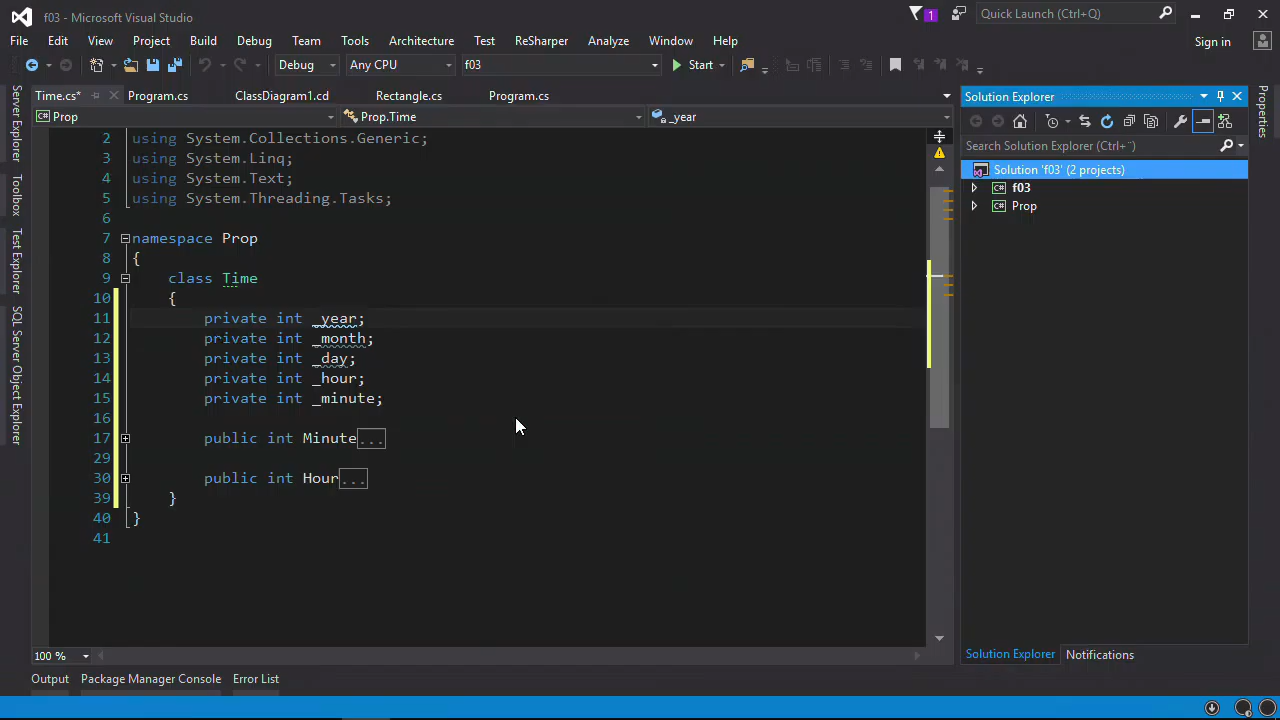 f03 - Microsoft Visual Studio
1
Quick Launch (Ctrl+Q)
File Edit View Project Build Debug Team Tools Architecture Test ReSharper Analyze Window Help
Sign in
Debug Any CPU f03 Start
Time.cs* Program.cs ClassDiagram1.cd Rectangle.cs Program.cs
Prop Prop.Time _year
2 using System.Collections.Generic;
3 using System.Linq;
4 using System.Text;
5 using System.Threading.Tasks;
6
7 namespace Prop
8 {
9 class Time
10 {
11 private int _year;
12 private int _month;
13 private int _day;
14 private int _hour;
15 private int _minute;
16
17 public int Minute...
29
30 public int Hour...
39 }
40 }
41
100 %
Server Explorer
Toolbox
Test Explorer
SQL Server Object Explorer
Solution Explorer
Search Solution Explorer (Ctrl+¨)
Solution 'f03' (2 projects)
f03
Prop
Solution Explorer Notifications
Properties
Output Package Manager Console Error List